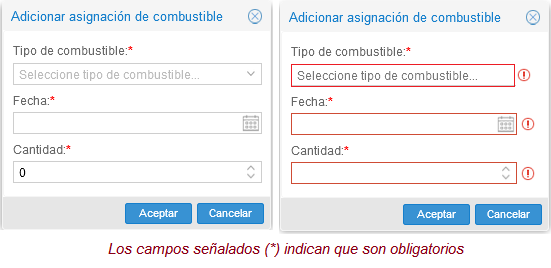 Adicionar asignación de combustible
Tipo de combustible:*
Seleccione tipo de combustible...
Fecha:*
Cantidad:*
0
Aceptar Cancelar
Adicionar asignación de combustible
Tipo de combustible:*
Seleccione tipo de combustible...
Fecha:*
Cantidad:*
Aceptar Cancelar
Los campos señalados (*) indican que son obligatorios